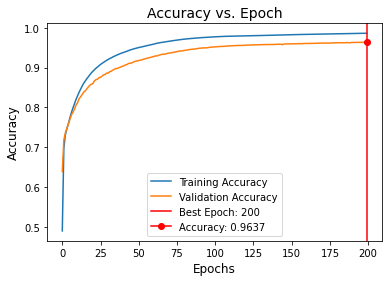 Accuracy vs. Epoch
1.0
0.9
0.8
0.7
0.6
0.5
Accuracy
Training Accuracy
Validation Accuracy
Best Epoch: 200
Accuracy: 0.9637
0 25 50 75 100 125 150 175 200
Epochs